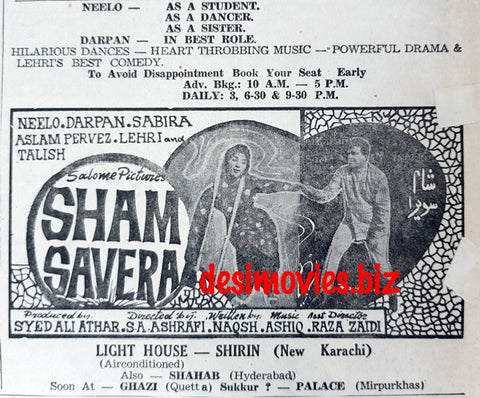 NEELO — AS A STUDENT.
AS A DANCER.
AS A SISTER.
DARPAN — IN BEST ROLE.
HILARIOUS DANCES — HEART THROBBING MUSIC — POWERFUL DRAMA &
LEHRI'S BEST COMEDY.
To Avoid Disappointment Book Your Seat Early
Adv. Bkg.: 10 A.M. — 5 P.M.
DAILY: 3, 6-30 & 9-30 P.M.
NEELO. DARPAN. SABIRA
ASLAM PERVEZ. LEHRI and
TALISH
Salome Pictures
SHAM
SAVERA
شام
سویرا
desimovies.biz
Produced by. Directed by. Written by. Music Asst Director
SYED ALI ATHAR. S.A. ASHRAFI. NAQSH. ASHIQ. RAZA ZAIDI
LIGHT HOUSE — SHIRIN (New Karachi)
(Airconditioned)
Also — SHAHAB (Hyderabad)
Soon At — GHAZI (Quetta) Sukkur ? — PALACE (Mirpurkhas)